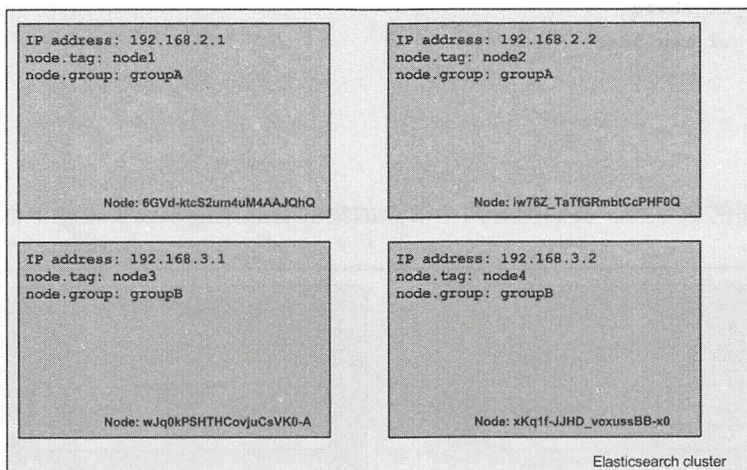 IP address: 192.168.2.1
node.tag: node1
node.group: groupA
Node: 6GVd-ktcS2um4uM4AAJQhQ
IP address: 192.168.2.2
node.tag: node2
node.group: groupA
Node: iw76Z_TaTfGRmbtCcPHF0Q
IP address: 192.168.3.1
node.tag: node3
node.group: groupB
Node: wJq0kPSHTHCovjuCsVK0-A
IP address: 192.168.3.2
node.tag: node4
node.group: groupB
Node: xKq1f-JJHD_voxussBB-x0
Elasticsearch cluster